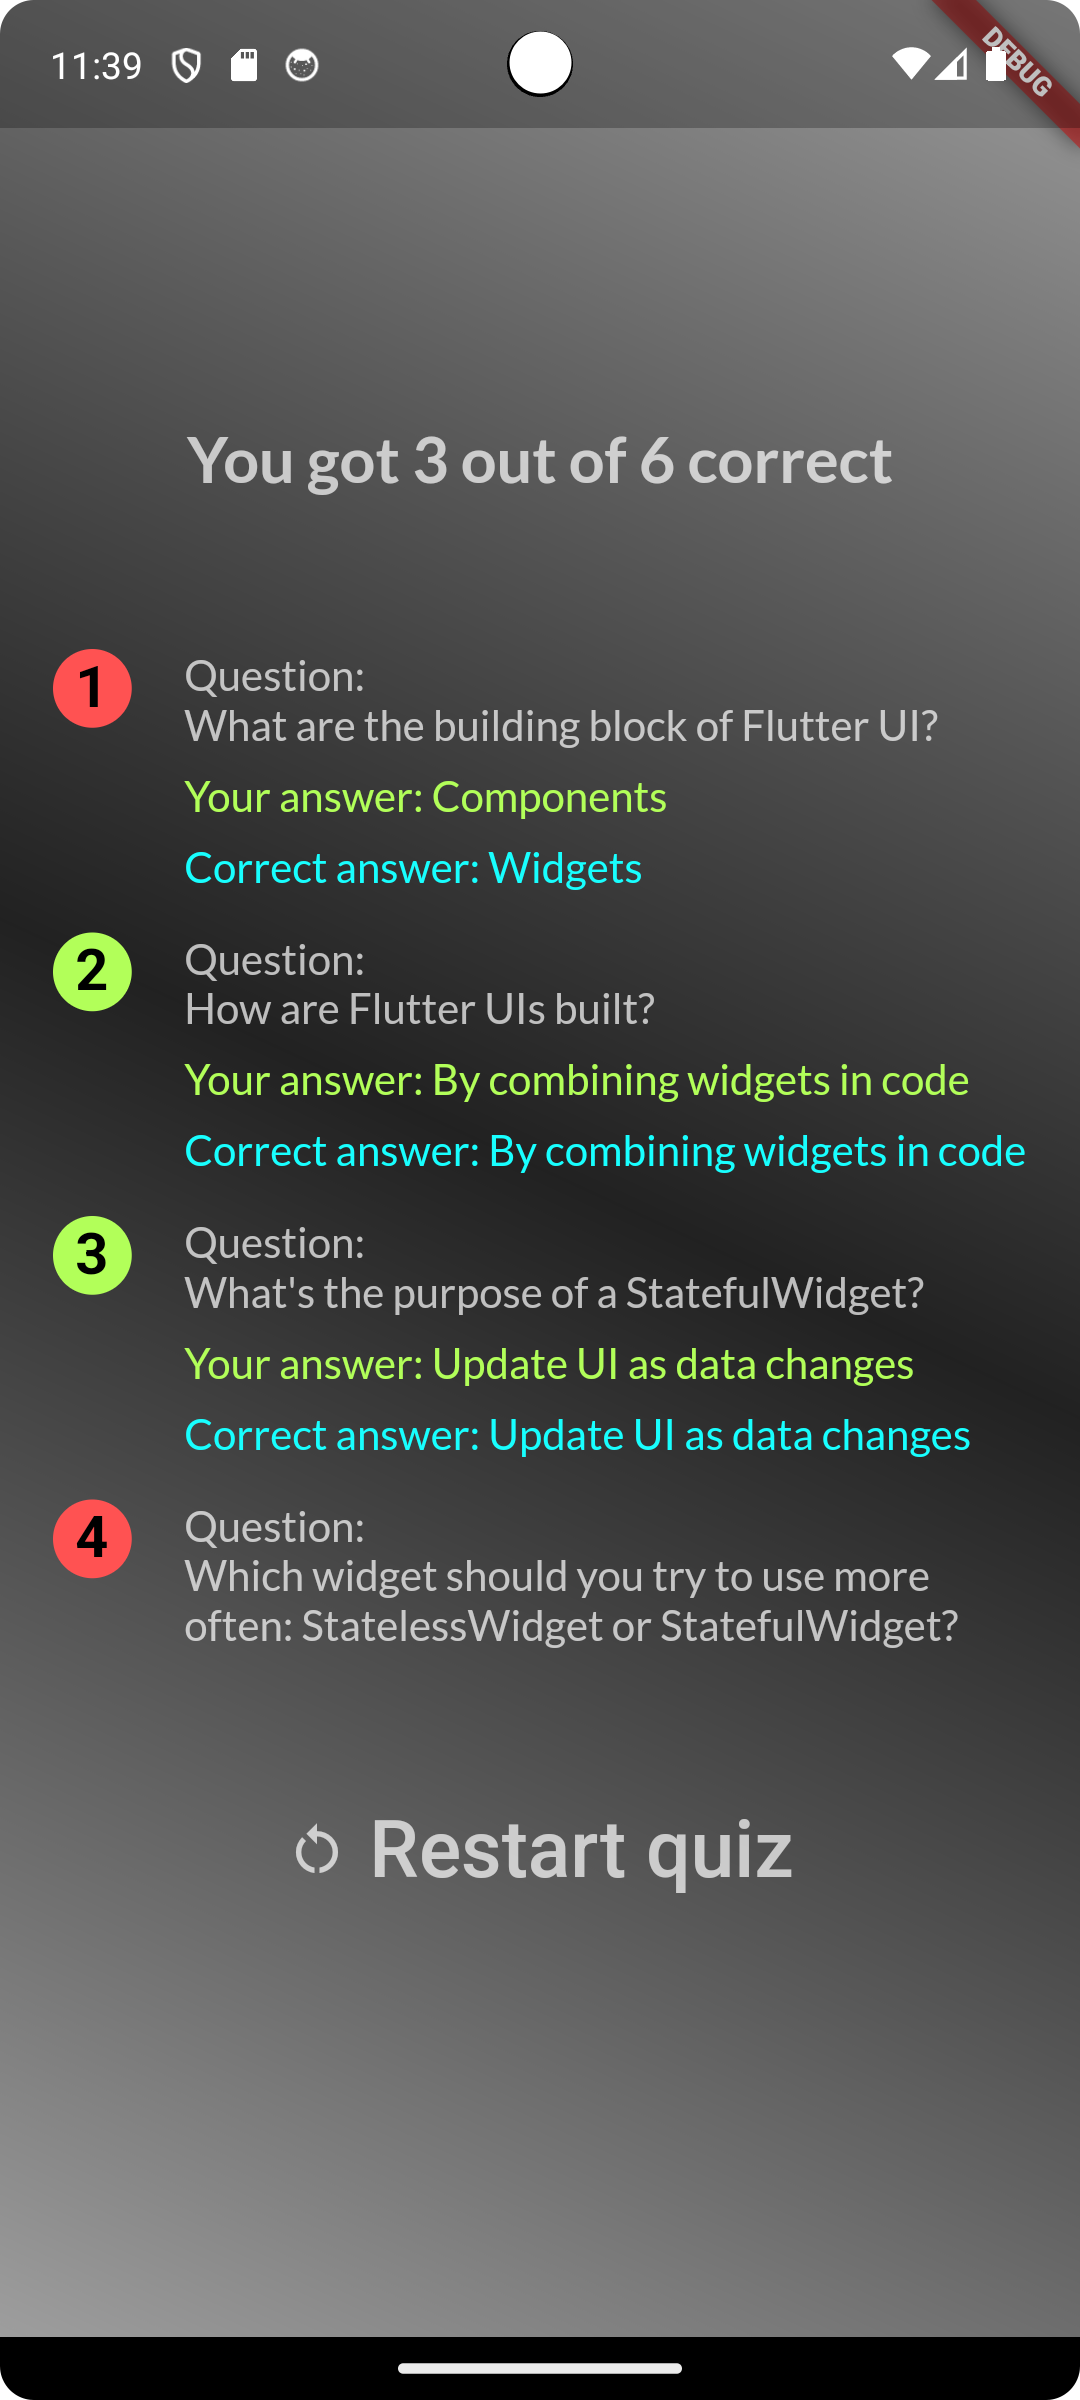 11:39
DEBUG
You got 3 out of 6 correct
1
Question:
What are the building block of Flutter UI?
Your answer: Components
Correct answer: Widgets
2
Question:
How are Flutter UIs built?
Your answer: By combining widgets in code
Correct answer: By combining widgets in code
3
Question:
What's the purpose of a StatefulWidget?
Your answer: Update UI as data changes
Correct answer: Update UI as data changes
4
Question:
Which widget should you try to use more
often: StatelessWidget or StatefulWidget?
Restart quiz